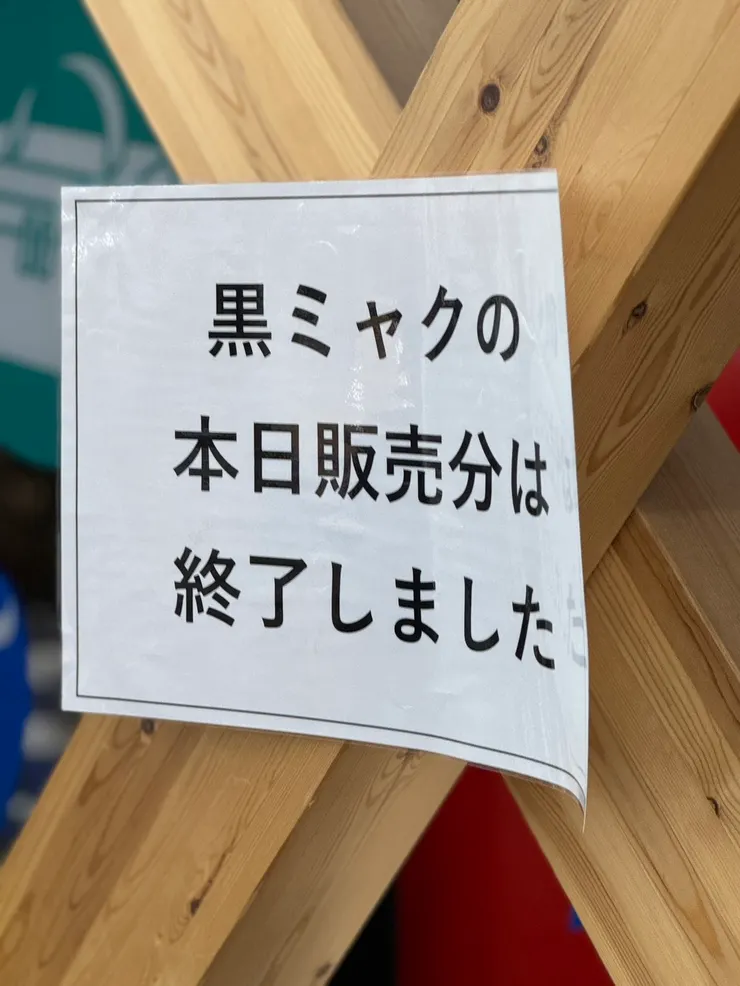 黒ミャクの
本日販売分は
終了しました